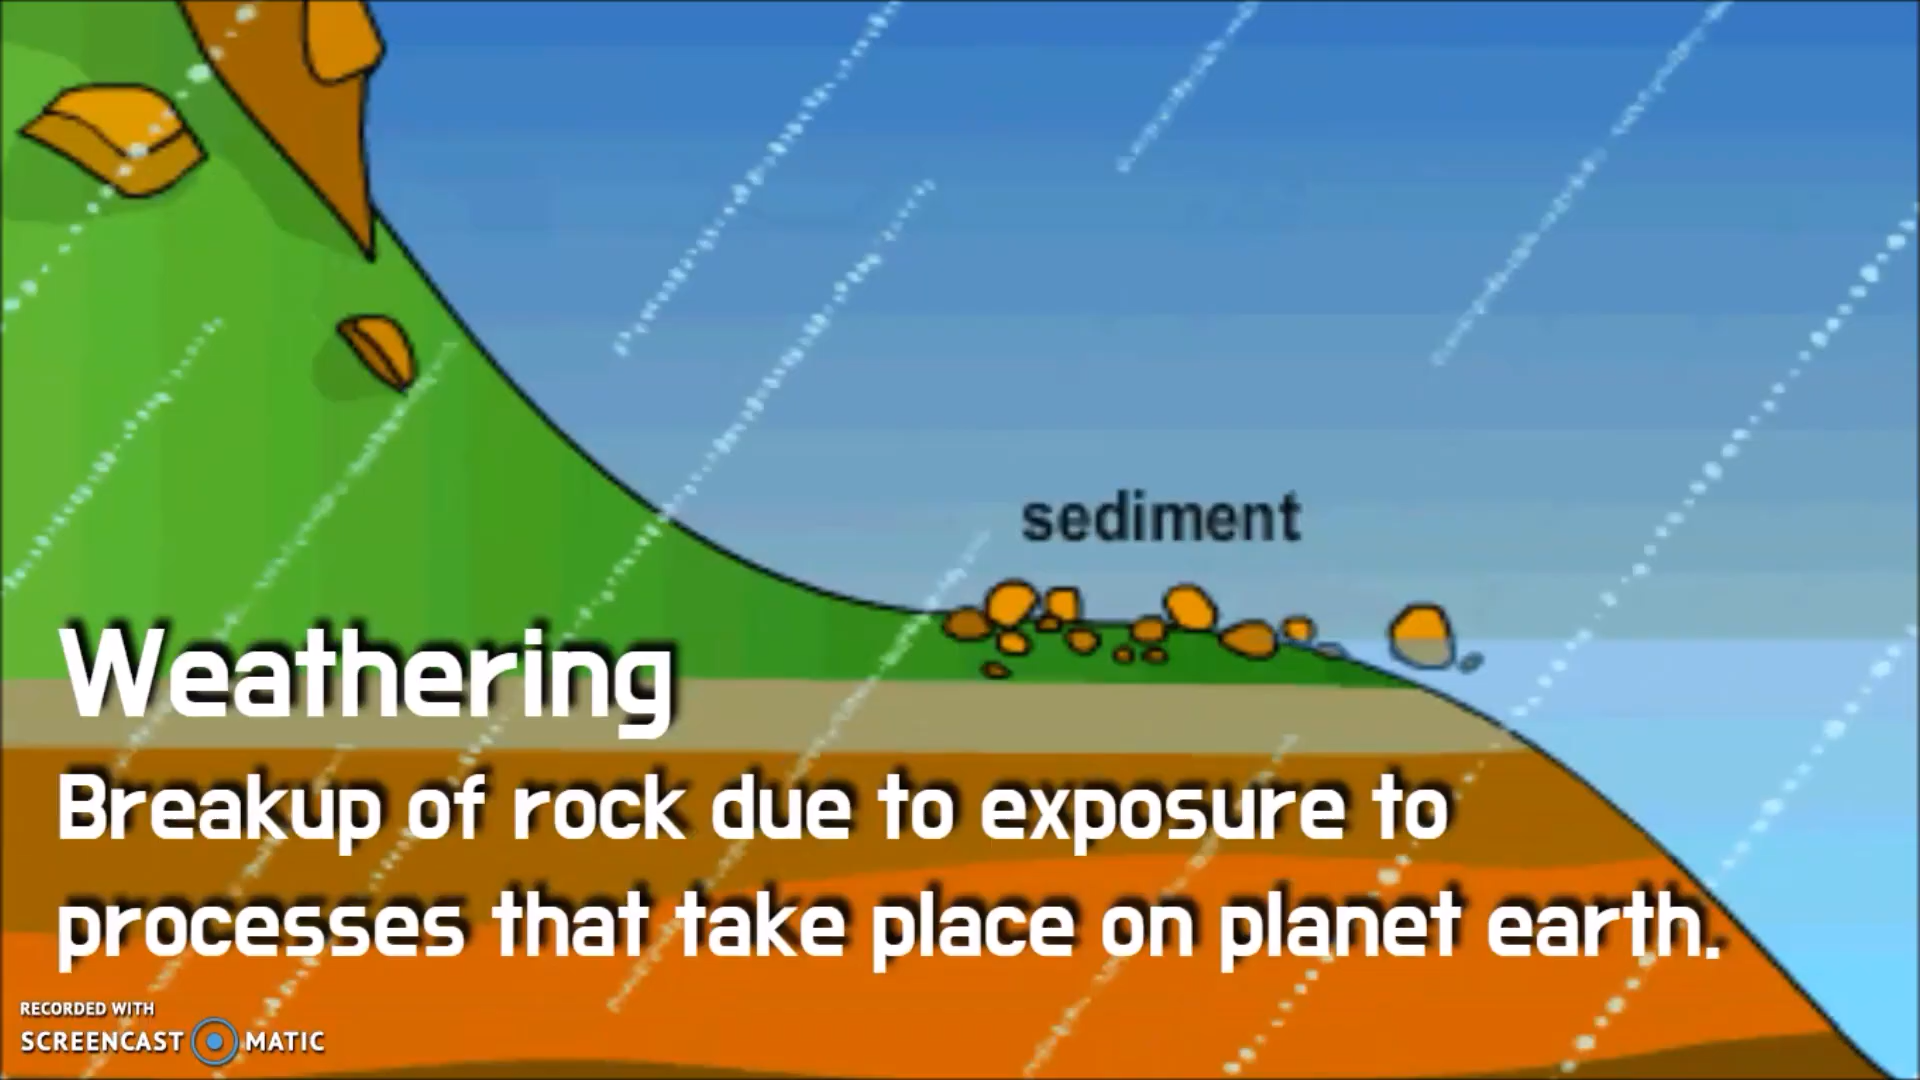 sediment
Weathering
Breakup of rock due to exposure to
processes that take place on planet earth.
RECORDED WITH
SCREENCAST MATIC